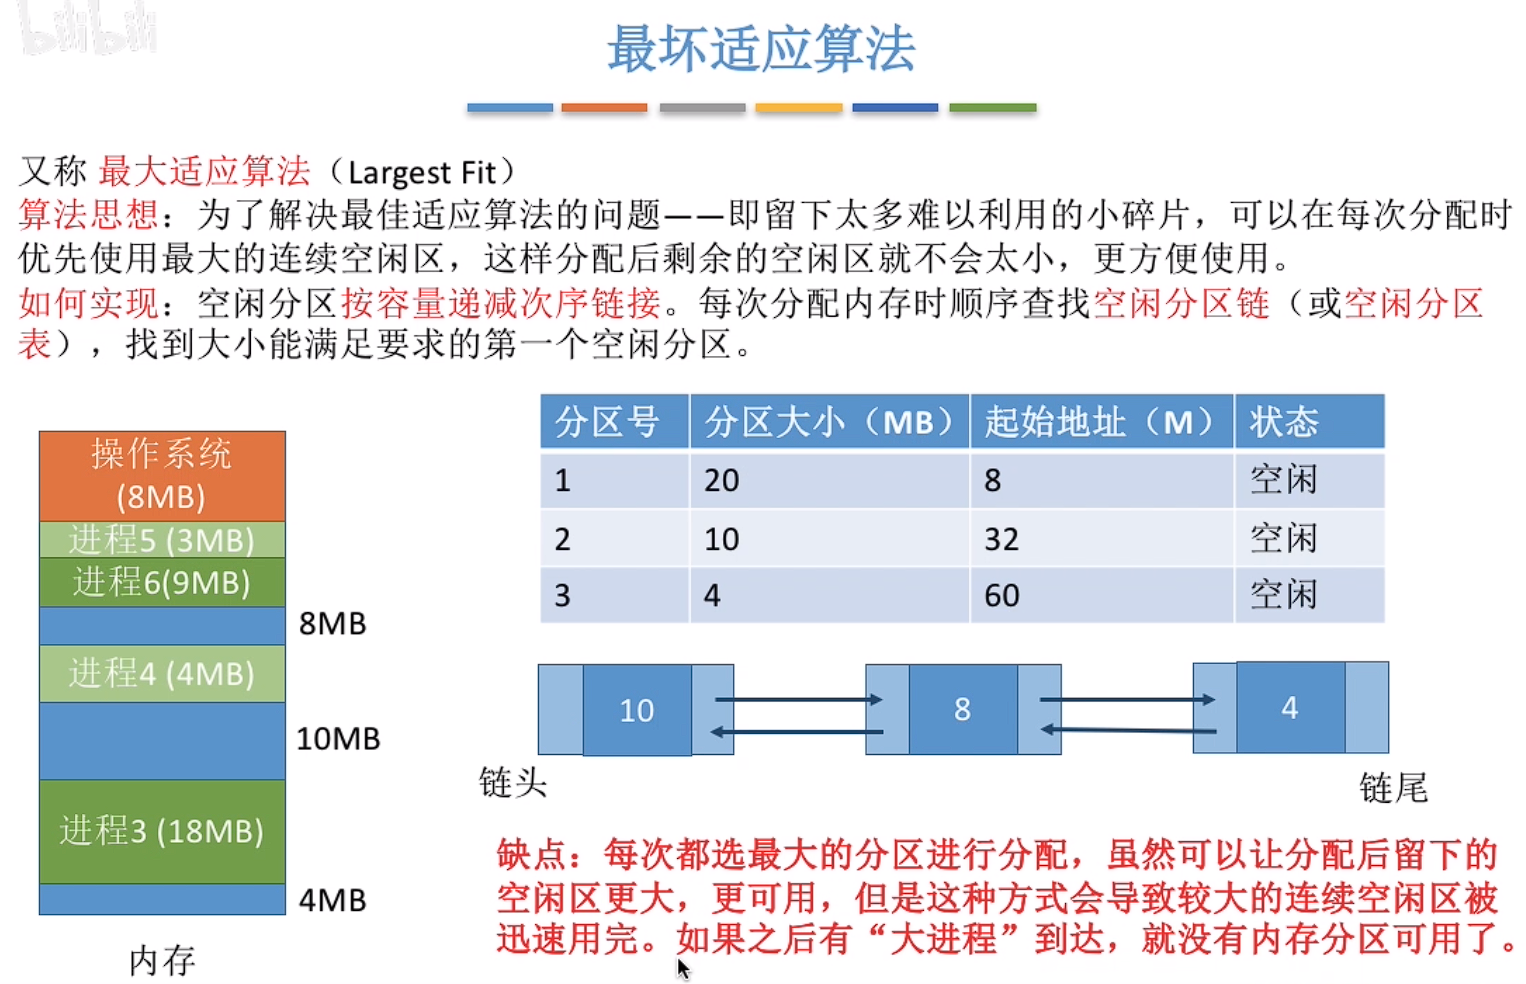 bilibili
最坏适应算法
又称 最大适应算法（Largest Fit）
算法思想：为了解决最佳适应算法的问题——即留下太多难以利用的小碎片，可以在每次分配时
优先使用最大的连续空闲区，这样分配后剩余的空闲区就不会太小，更方便使用。
如何实现：空闲分区按容量递减次序链接。每次分配内存时顺序查找空闲分区链（或空闲分区
表），找到大小能满足要求的第一个空闲分区。
操作系统
(8MB)
进程5 (3MB)
进程6(9MB)
8MB
进程4 (4MB)
10MB
进程3 (18MB)
4MB
内存
分区号 分区大小（MB） 起始地址（M） 状态
1 20 8 空闲
2 10 32 空闲
3 4 60 空闲
10 8 4
链头 链尾
缺点：每次都选最大的分区进行分配，虽然可以让分配后留下的
空闲区更大，更可用，但是这种方式会导致较大的连续空闲区被
迅速用完。如果之后有“大进程”到达，就没有内存分区可用了。